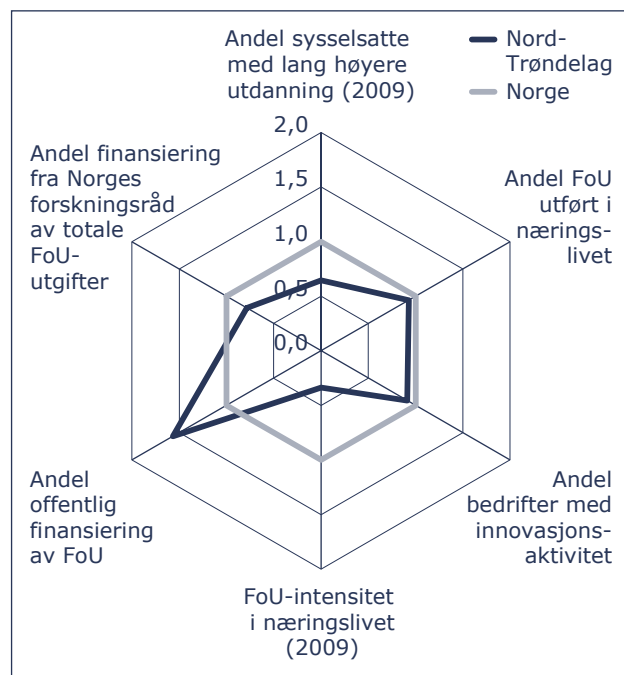 Andel sysselsatte
med lang høyere
utdanning (2009)
Nord-
Trøndelag
Norge
2,0
1,5
1,0
0,5
0,0
Andel finansiering
fra Norges
forskningsråd
av totale
FoU-
utgifter
Andel FoU
utført i
nærings-
livet
Andel
offentlig
finansiering
av FoU
Andel
bedrifter med
innovasjons-
aktivitet
FoU-intensitet
i næringslivet
(2009)